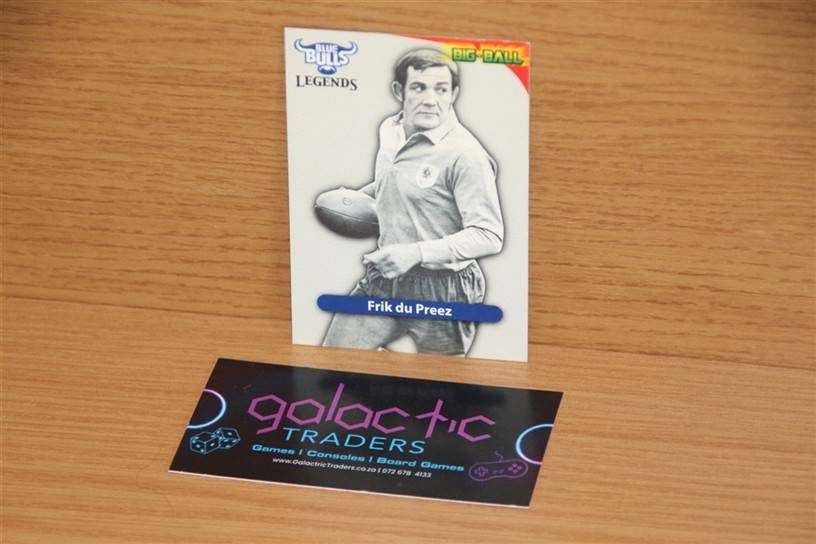 BLUE
BULLS
LEGENDS
BIG-BALL
Frik du Preez
galactic
TRADERS
Games | Consoles | Board Games
www.GalactricTraders.co.za | 072 678 4133